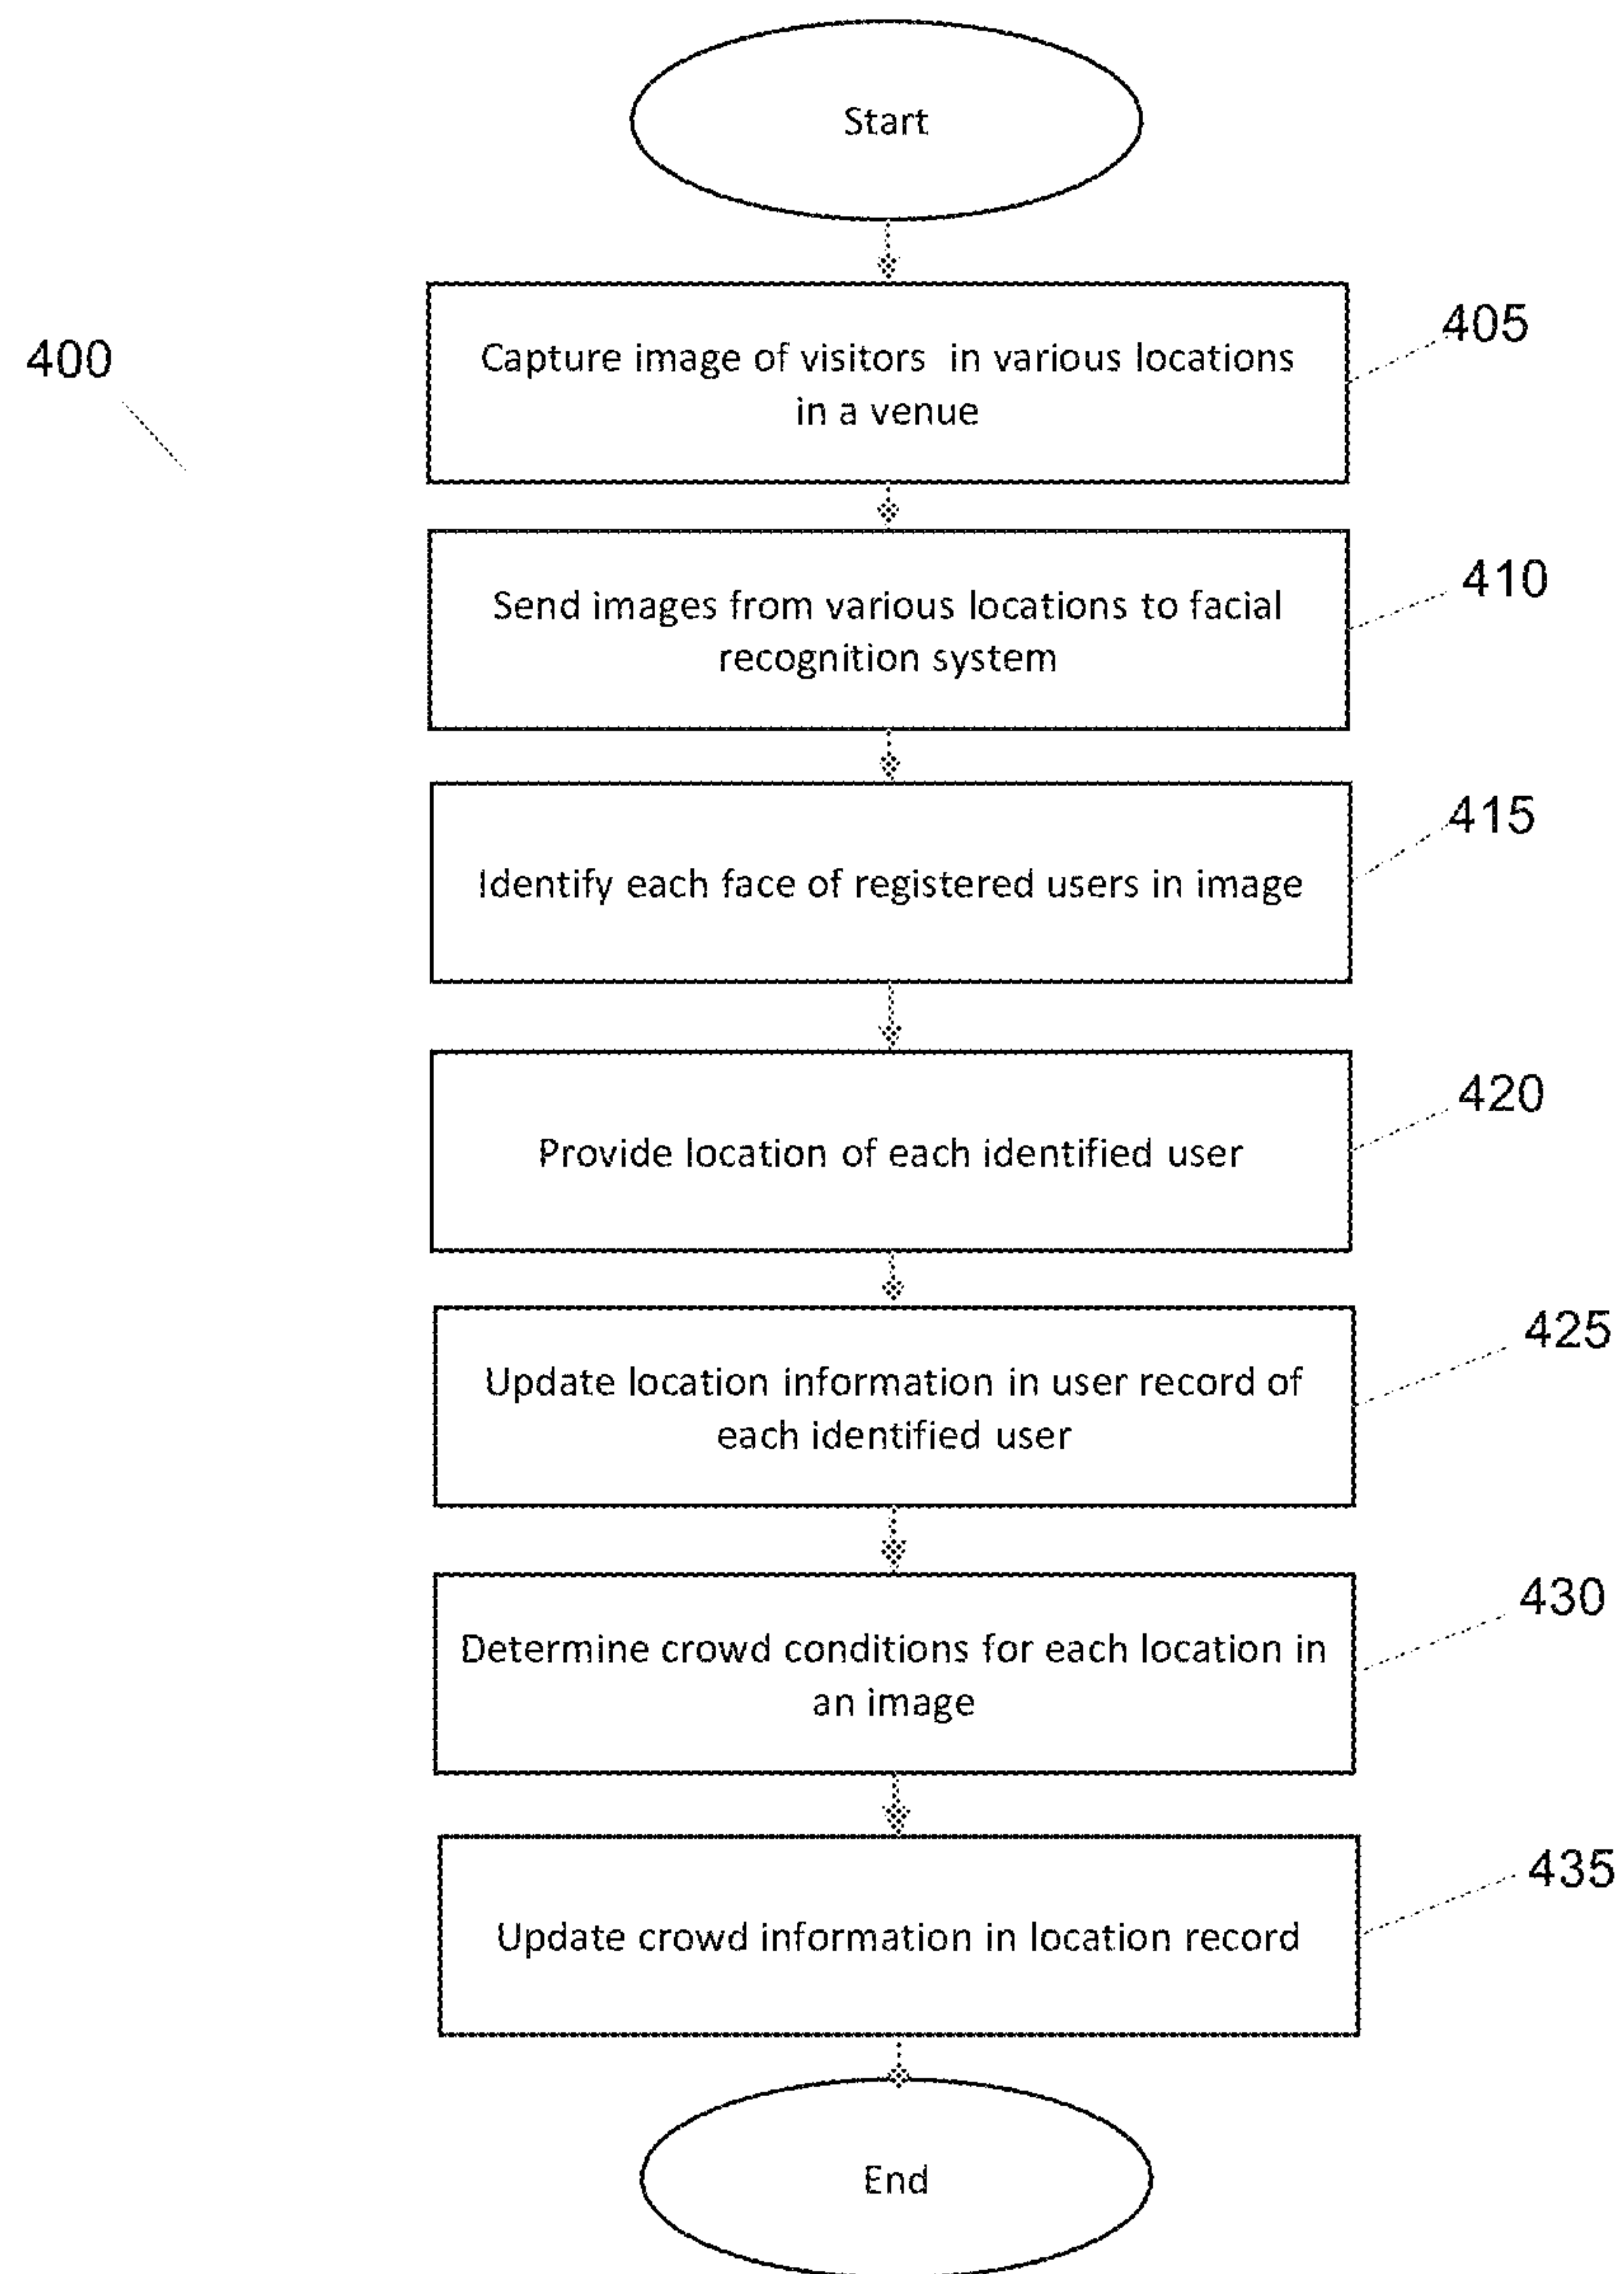 Start
400
Capture image of visitors in various locations
in a venue
405
Send images from various locations to facial
recognition system
410
Identify each face of registered users in image
415
Provide location of each identified user
420
Update location information in user record of
each identified user
425
Determine crowd conditions for each location in
an image
430
Update crowd information in location record
435
End